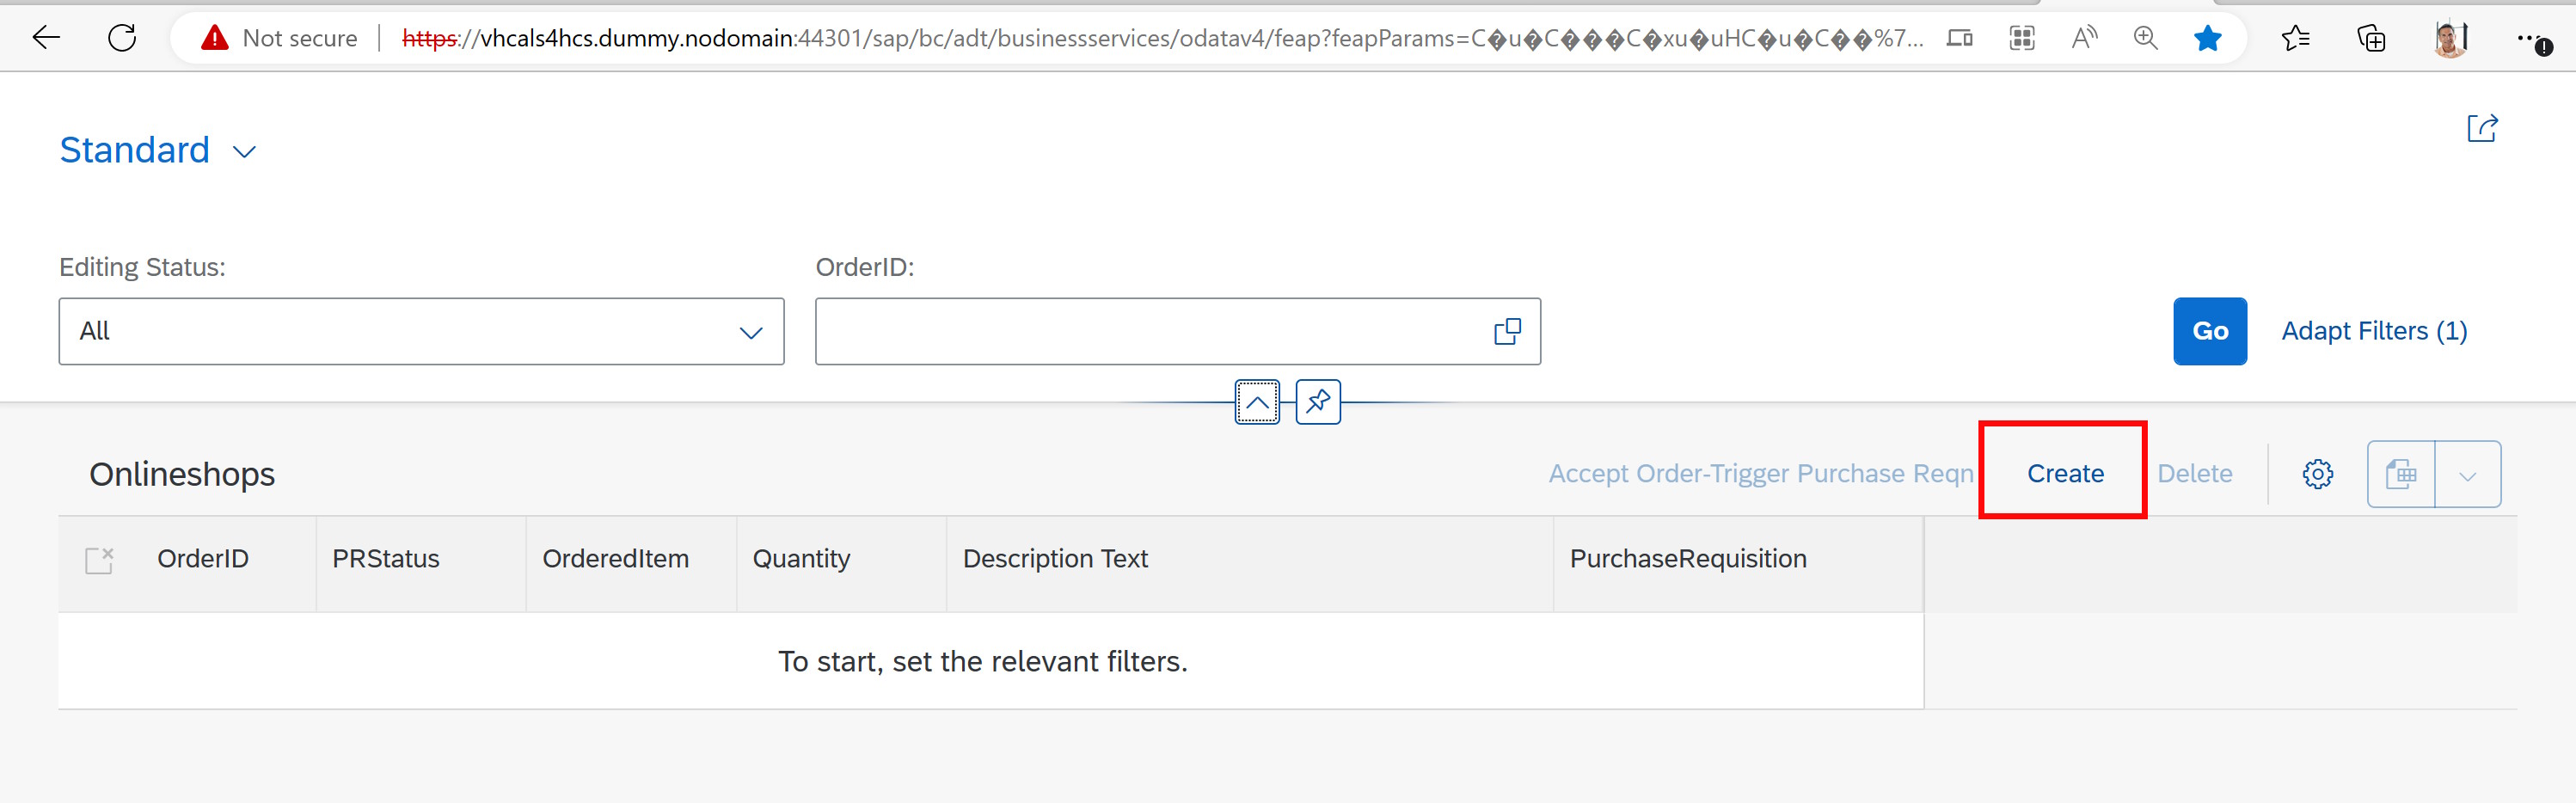 Not secure
https://vhcals4hcs.dummy.nodomain:44301/sap/bc/adt/businessservices/odatav4/feap?feapParams=C�u�C���C�xu�uHC�u�C��%7...
Standard
Editing Status:
OrderID:
All
Go
Adapt Filters (1)
Onlineshops
Accept Order-Trigger Purchase Reqn
Create
Delete
OrderID
PRStatus
OrderedItem
Quantity
Description Text
PurchaseRequisition
To start, set the relevant filters.